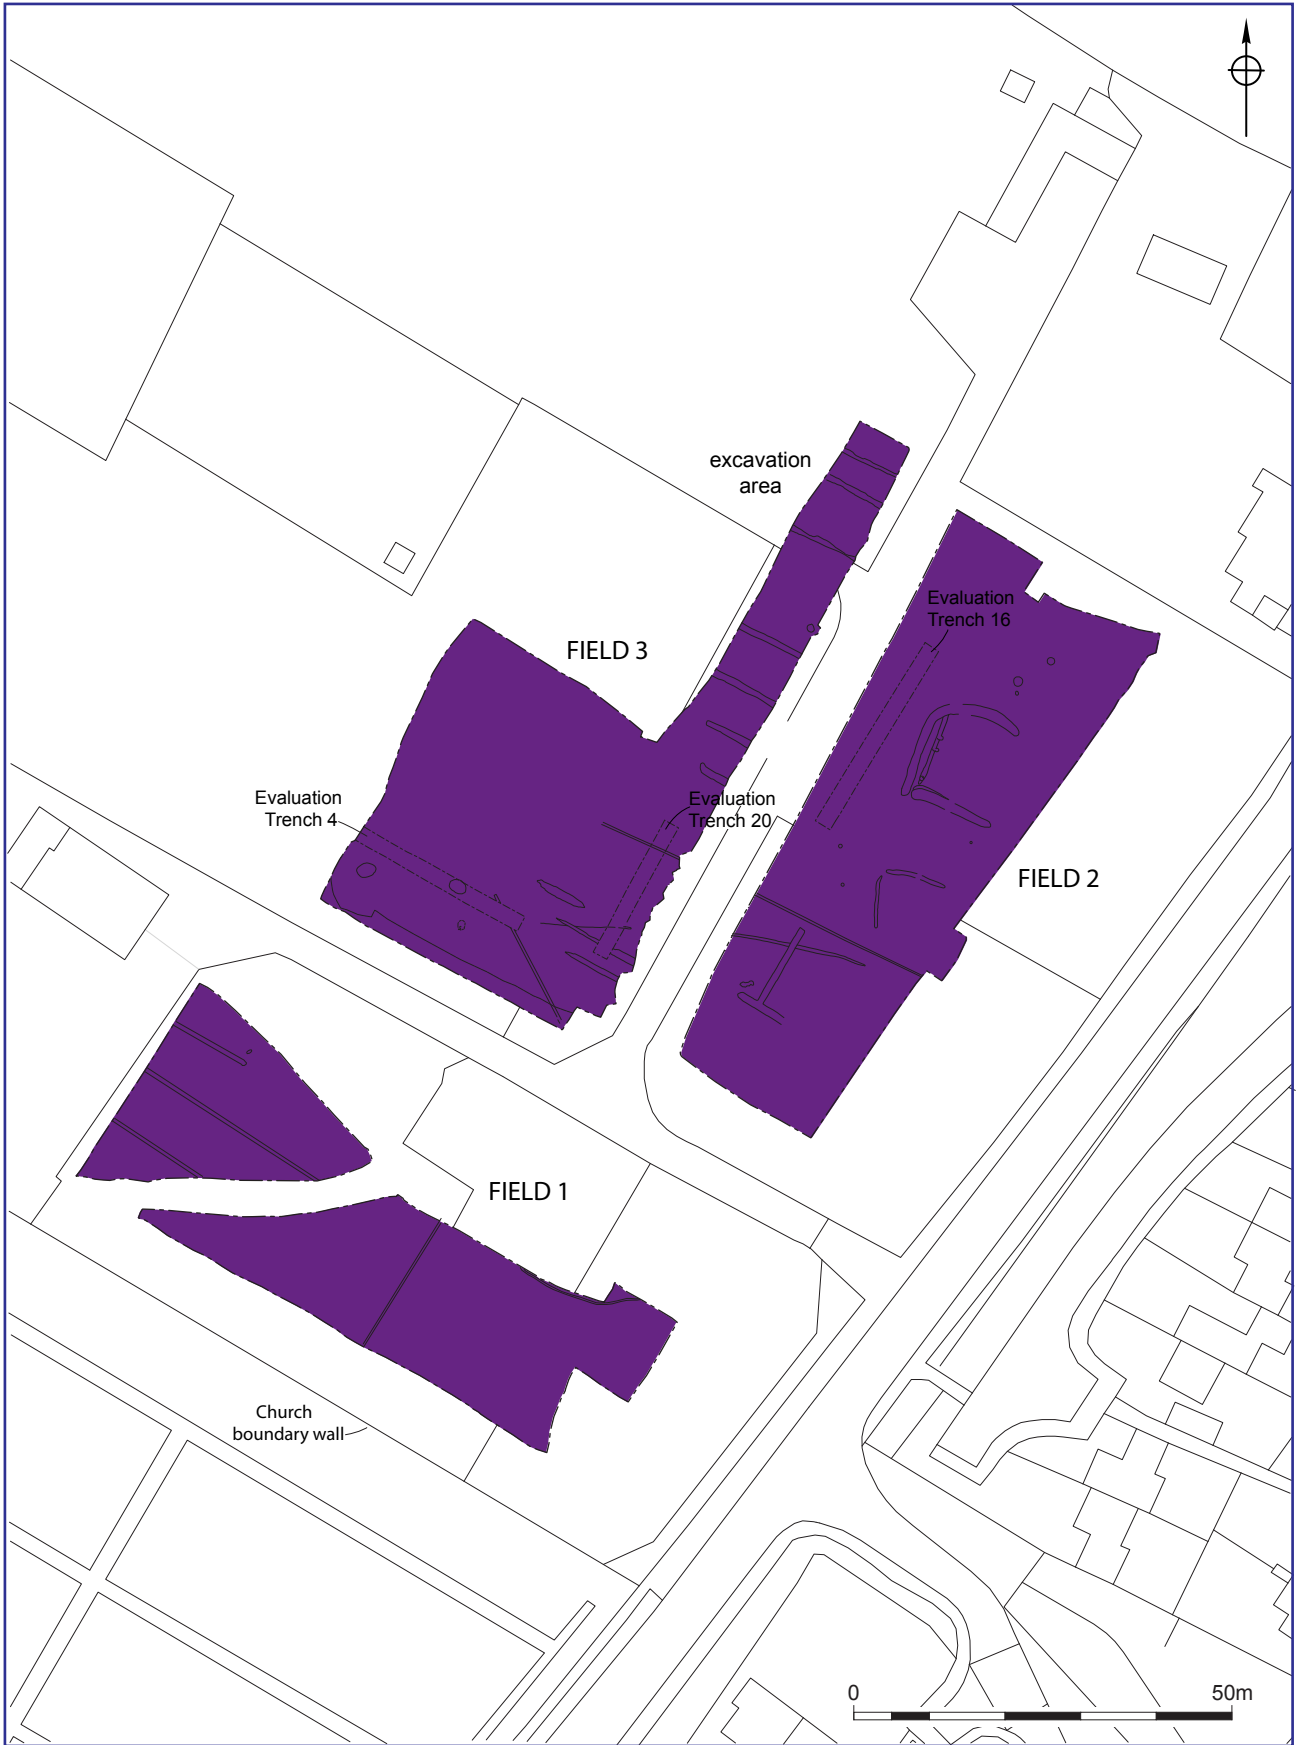 excavation
area
Evaluation
Trench 16
FIELD 3
Evaluation
Trench 4
Evaluation
Trench 20
FIELD 2
FIELD 1
Church
boundary wall
0 50m